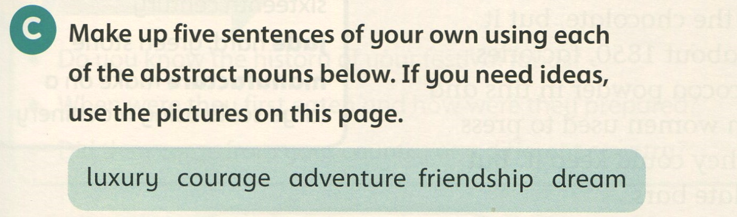 C
Make up five sentences of your own using each
of the abstract nouns below. If you need ideas,
use the pictures on this page.
luxury courage adventure friendship dream